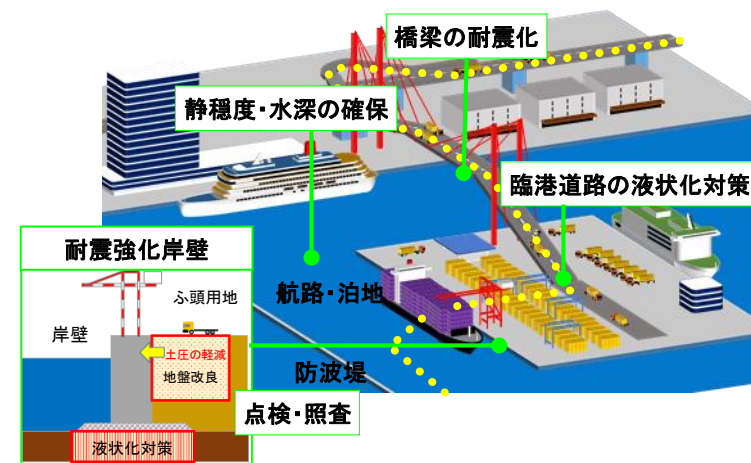 橋梁の耐震化
静穏度・水深の確保
臨港道路の液状化対策
耐震強化岸壁
ふ頭用地
航路・泊地
岸壁
土圧の軽減
地盤改良
防波堤
点検・照査
液状化対策